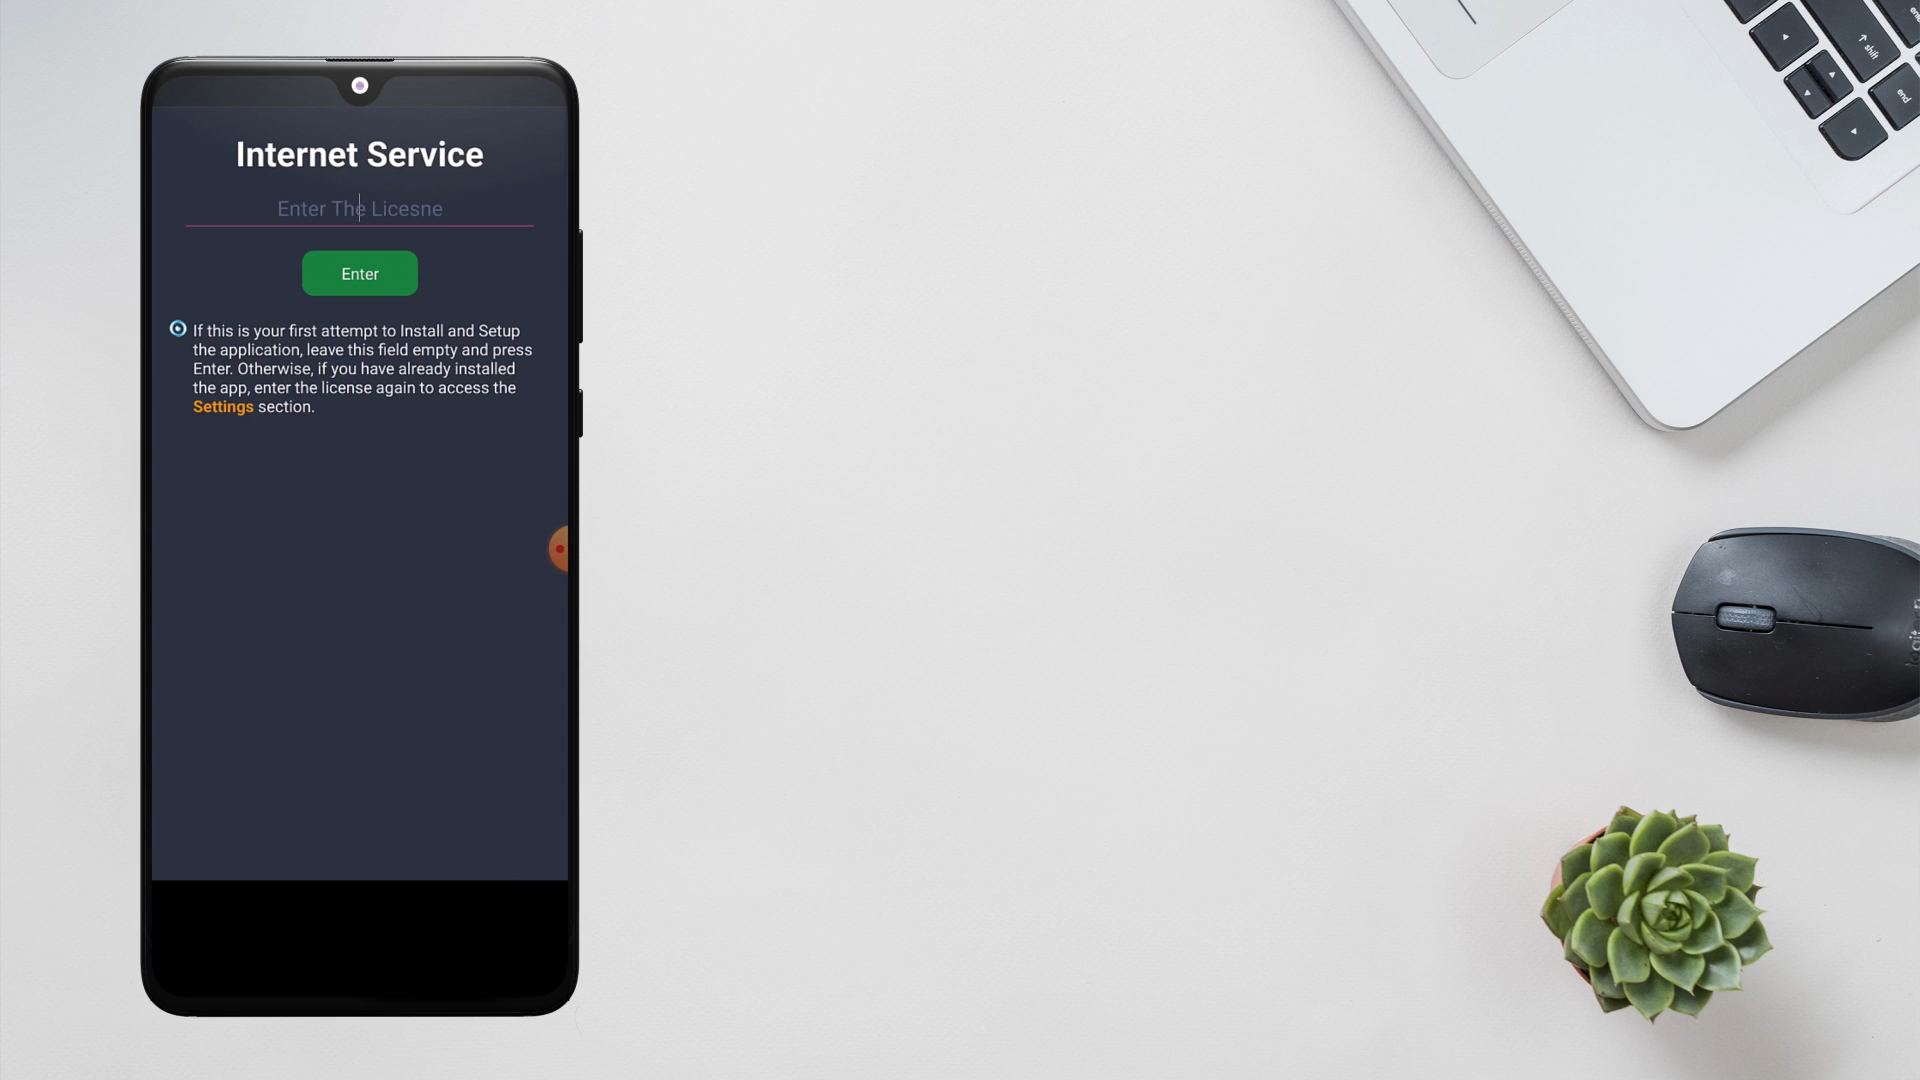 Internet Service
Enter The Licesne
Enter
If this is your first attempt to Install and Setup
the application, leave this field empty and press
Enter. Otherwise, if you have already installed
the app, enter the license again to access the
Settings section.
shift
end